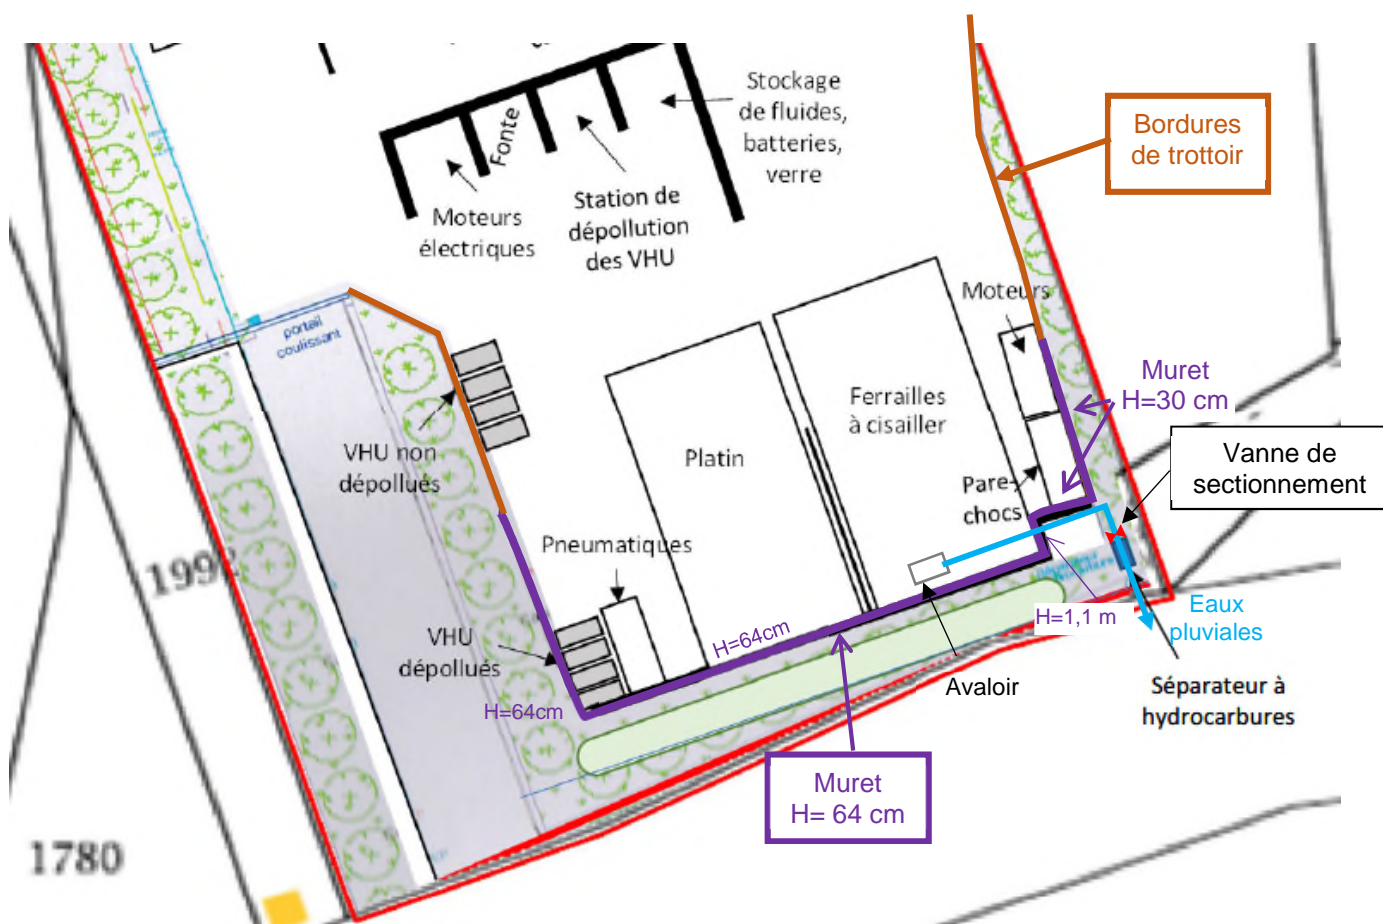 Stockage
de fluides,
batteries,
verre
Bordures
de trottoir
Fonte
Moteurs
électriques
Station de
dépollution
des VHU
portail
coulissant
Moteurs
Muret
H=30 cm
Ferrailles
à cisailler
Platin
VHU non
dépollués
Vanne de
sectionnement
Pare-
chocs
Pneumatiques
1992
H=1,1 m
Eaux
pluviales
H=64cm
VHU
dépollués
Avaloir
H=64cm
Séparateur à
hydrocarbures
Muret
H= 64 cm
1780